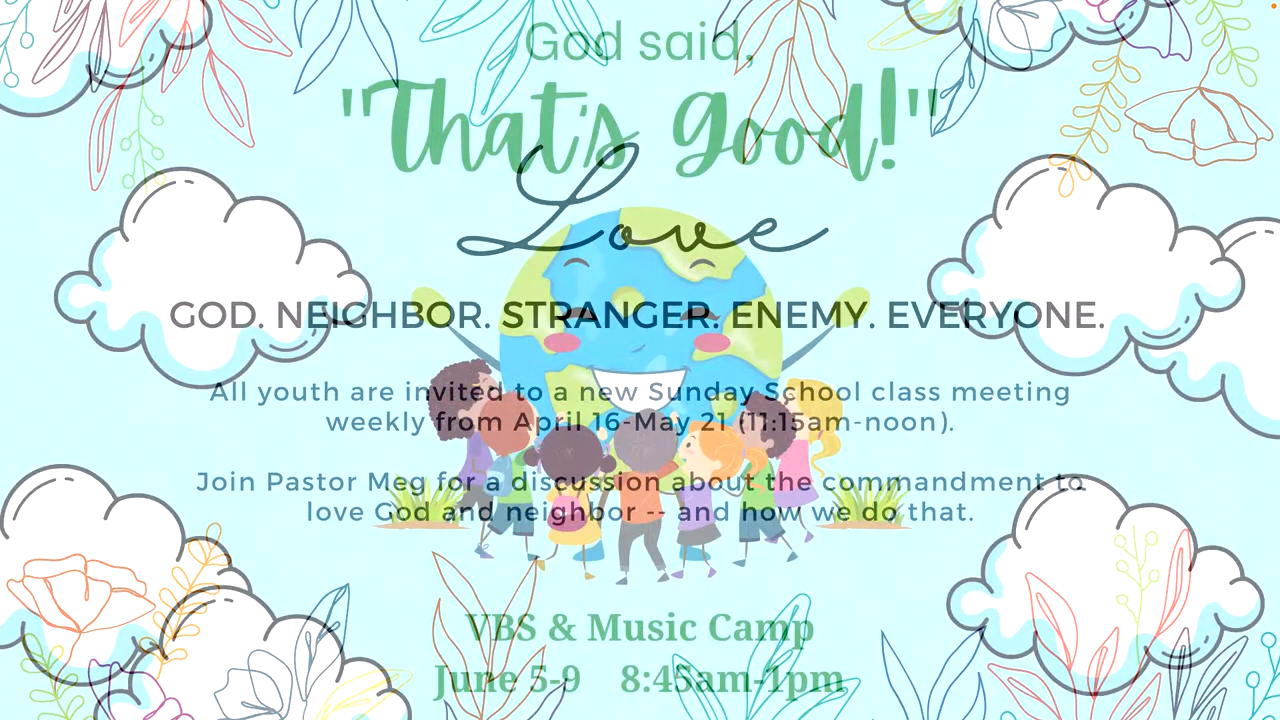 God said,
"That's good!"
Love
GOD. NEIGHBOR. STRANGER. ENEMY. EVERYONE.
All youth are invited to a new Sunday School class meeting
weekly from April 16-May 21 (11:15am-noon).
Join Pastor Meg for a discussion about the commandment to
love God and neighbor -- and how we do that.
VBS & Music Camp
June 5-9 8:45am-1pm